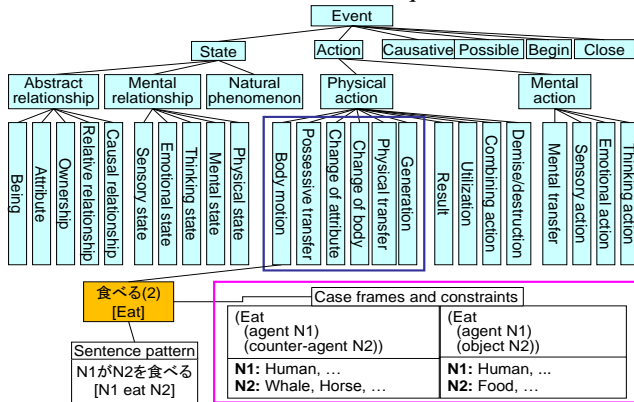 Event
State
Action
Causative
Possible
Begin
Close
Abstract
relationship
Mental
relationship
Natural
phenomenon
Physical
action
Mental
action
Being
Attribute
Ownership
Relative relationship
Causal relationship
Sensory state
Emotional state
Thinking state
Mental state
Physical state
Body motion
Possessive transfer
Change of attribute
Change of body
Physical transfer
Generation
Result
Utilization
Combining action
Demise/destruction
Mental transfer
Sensory action
Emotional action
Thinking action
食べる(2)
[Eat]
Case frames and constraints
(Eat
(agent N1)
(counter-agent N2))
N1: Human, …
N2: Whale, Horse, …
(Eat
(agent N1)
(object N2))
N1: Human, ...
N2: Food, …
Sentence pattern
N1がN2を食べる
[N1 eat N2]